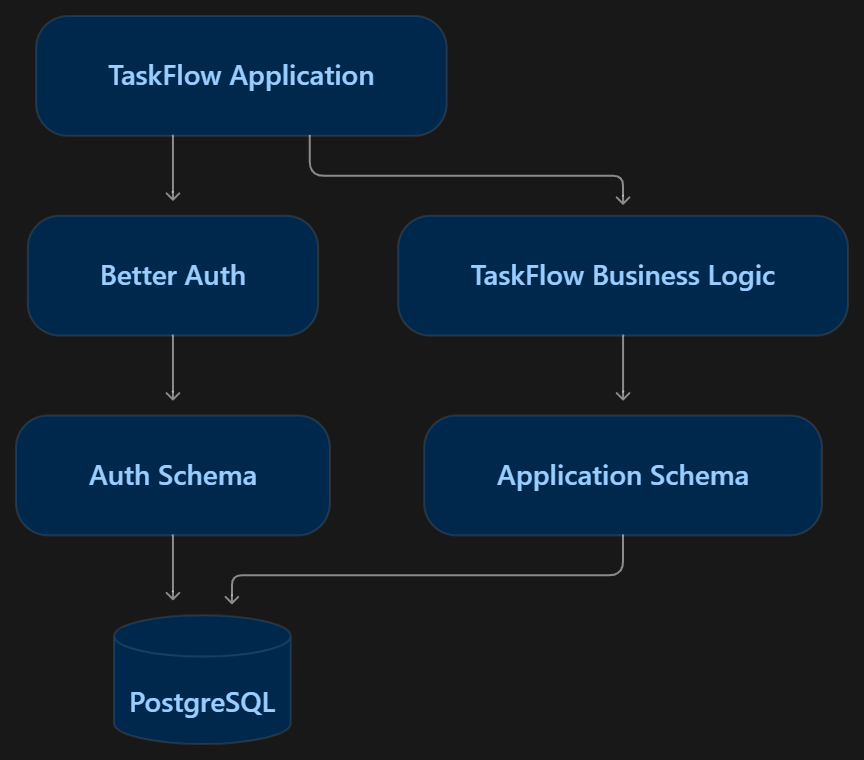 TaskFlow Application
Better Auth
TaskFlow Business Logic
Auth Schema
Application Schema
PostgreSQL